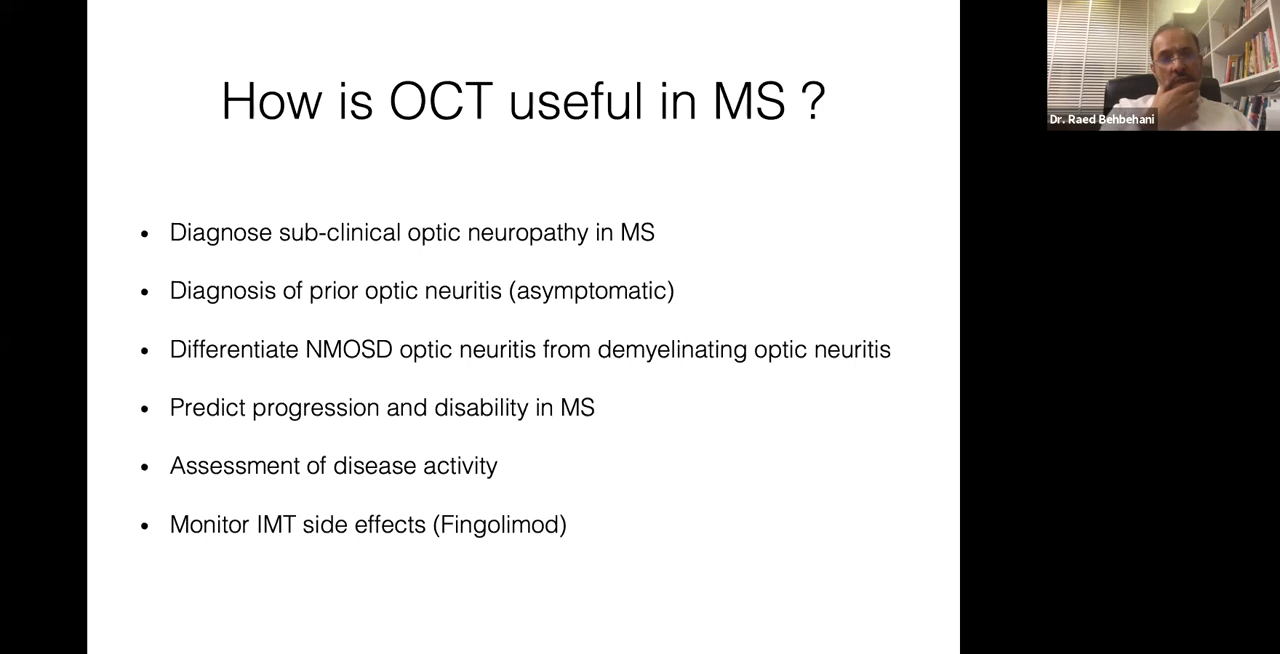 How is OCT useful in MS ?
• Diagnose sub-clinical optic neuropathy in MS
• Diagnosis of prior optic neuritis (asymptomatic)
• Differentiate NMOSD optic neuritis from demyelinating optic neuritis
• Predict progression and disability in MS
• Assessment of disease activity
• Monitor IMT side effects (Fingolimod)
Dr. Raed Behbehani